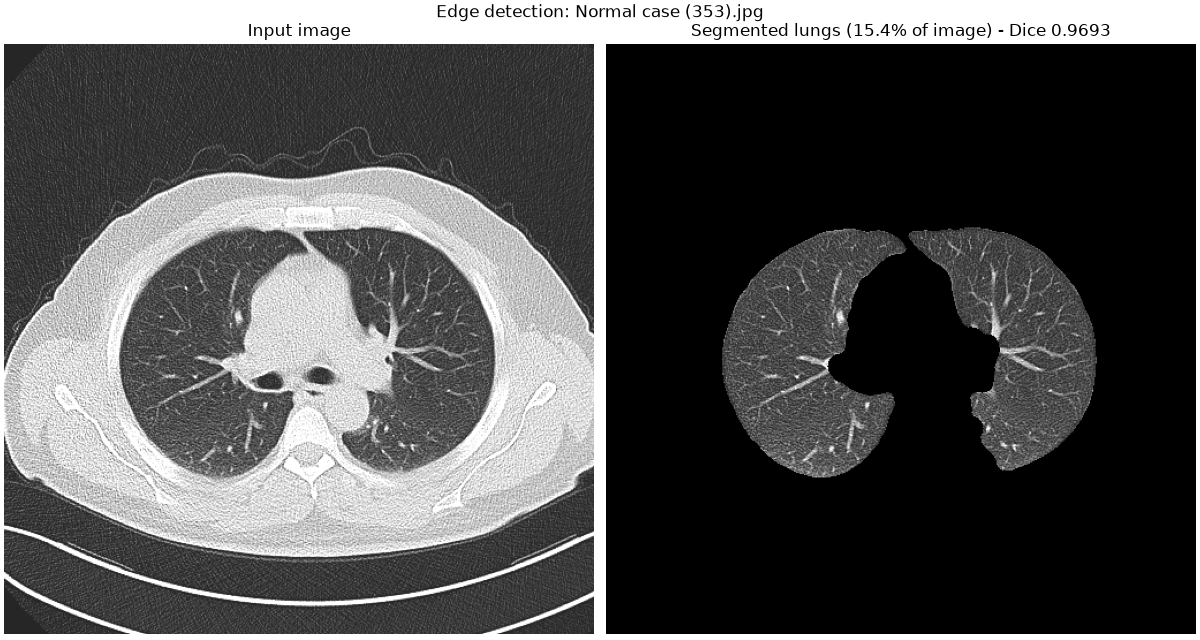 Edge detection: Normal case (353).jpg
Input image
Segmented lungs (15.4% of image) - Dice 0.9693